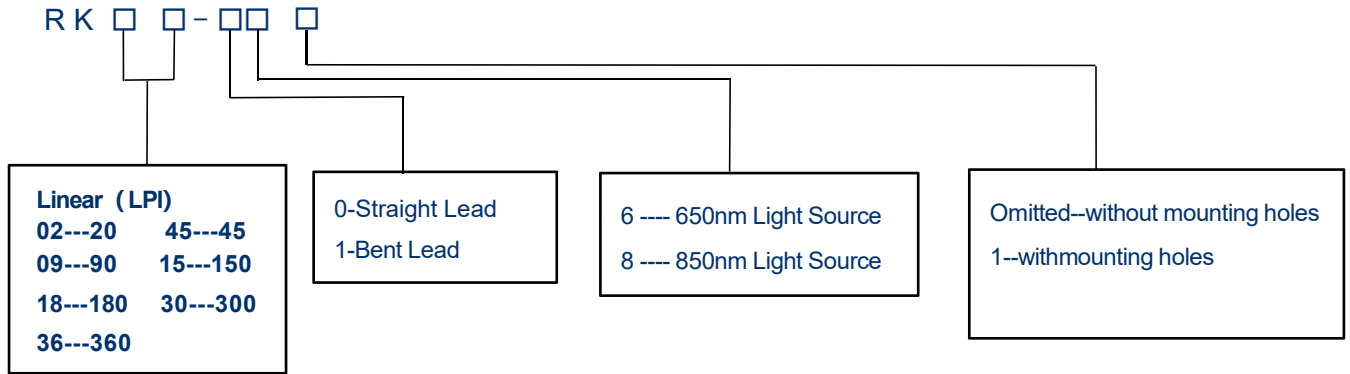 RK □ □-□□ □
Linear ( LPI)
02---20 45---45
09---90 15---150
18---180 30---300
36---360
0-Straight Lead
1-Bent Lead
6 ---- 650nm Light Source
8 ---- 850nm Light Source
Omitted--without mounting holes
1--withmounting holes